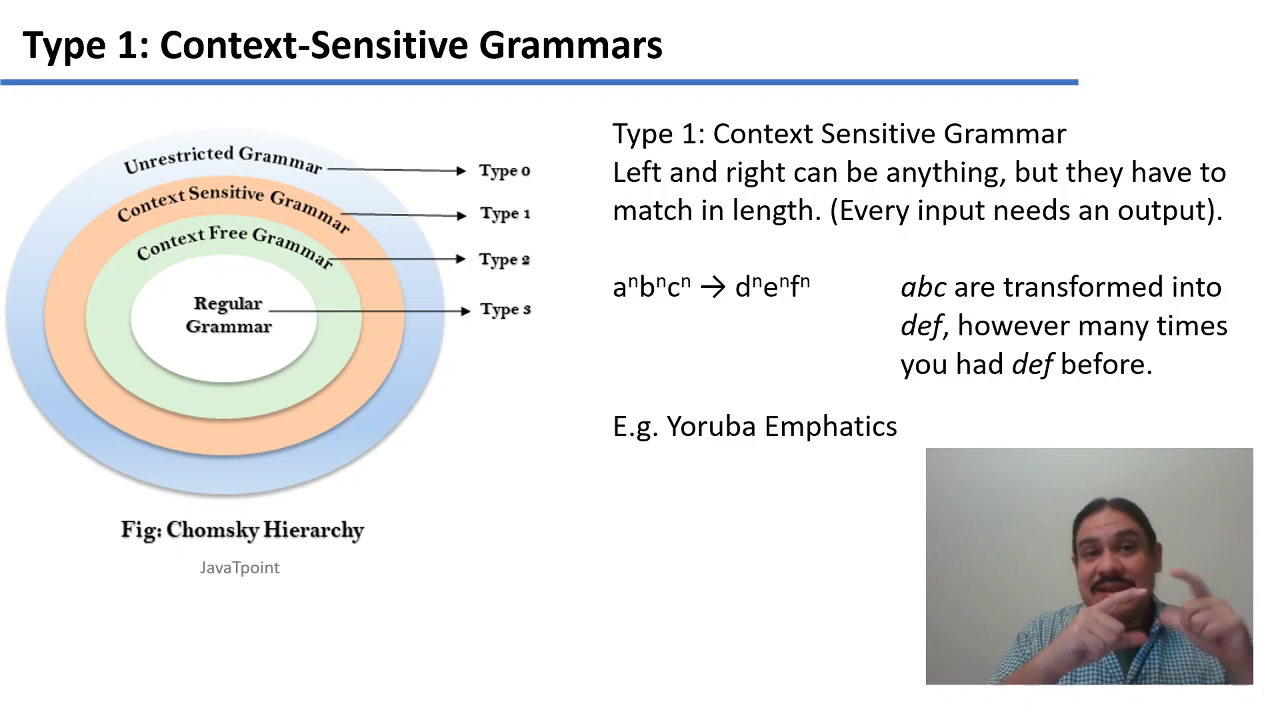 Type 1: Context-Sensitive Grammars
Unrestricted Grammar
Type 0
Context Sensitive Grammar
Type 1
Context Free Grammar
Type 2
Regular
Grammar
Type 3
Fig: Chomsky Hierarchy
JavaTpoint
Type 1: Context Sensitive Grammar
Left and right can be anything, but they have to
match in length. (Every input needs an output).
aⁿbⁿcⁿ → dⁿeⁿfⁿ
abc are transformed into
def, however many times
you had def before.
E.g. Yoruba Emphatics